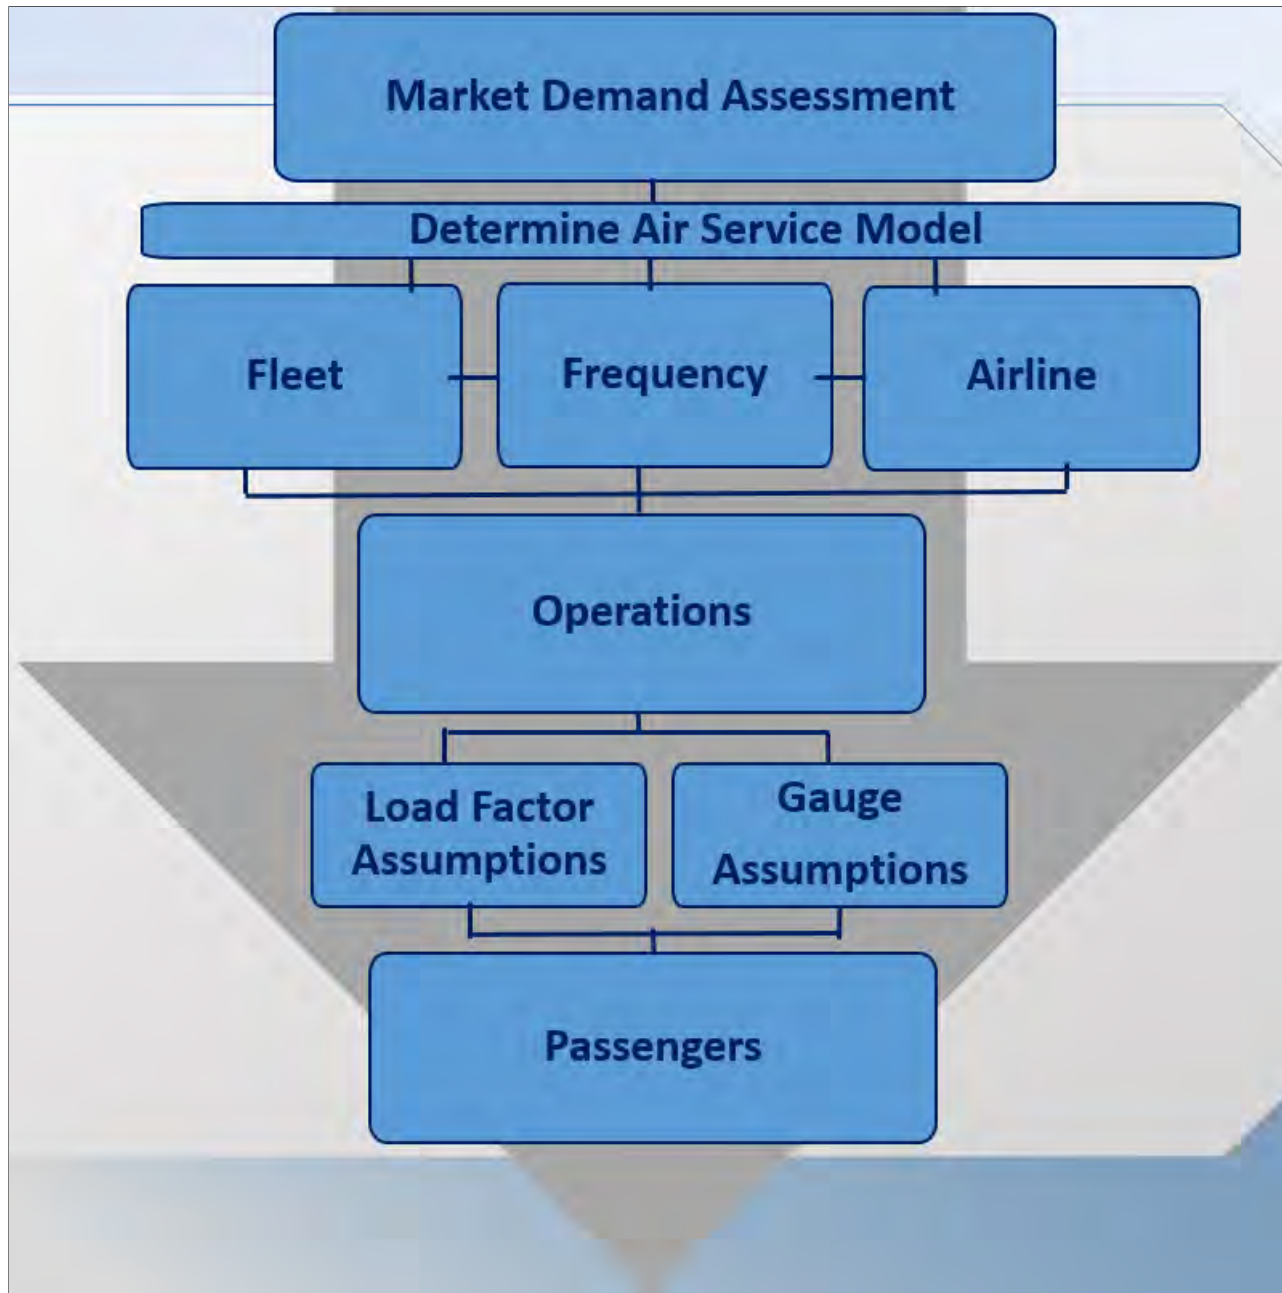 Market Demand Assessment
Determine Air Service Model
Fleet
Frequency
Airline
Operations
Load Factor
Assumptions
Gauge
Assumptions
Passengers